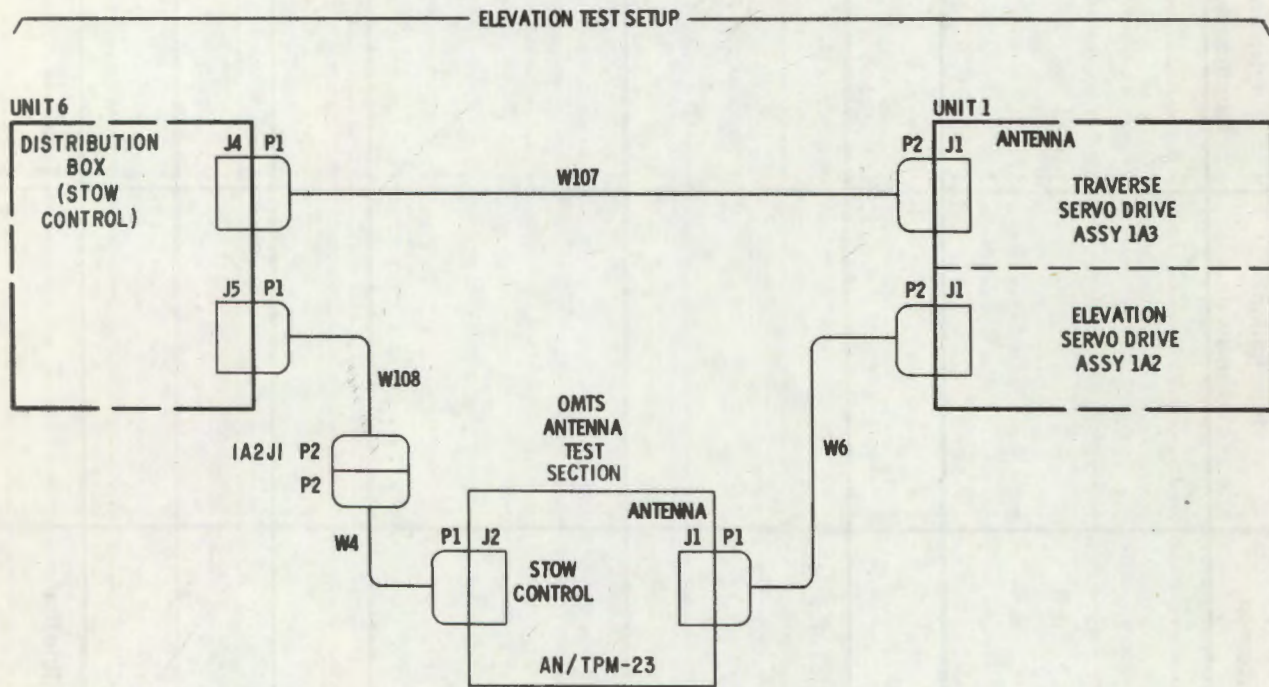 ELEVATION TEST SETUP
UNIT 6
DISTRIBUTION
BOX
(STOW
CONTROL)
J4 P1
W107
UNIT 1
P2 J1
ANTENNA
TRAVERSE
SERVO DRIVE
ASSY 1A3
J5 P1
W108
P2 J1
ELEVATION
SERVO DRIVE
ASSY 1A2
1A2J1 P2
P2
W4
OMTS
ANTENNA
TEST
SECTION
W6
P1 J2
STOW
CONTROL
ANTENNA
J1 P1
AN/TPM-23